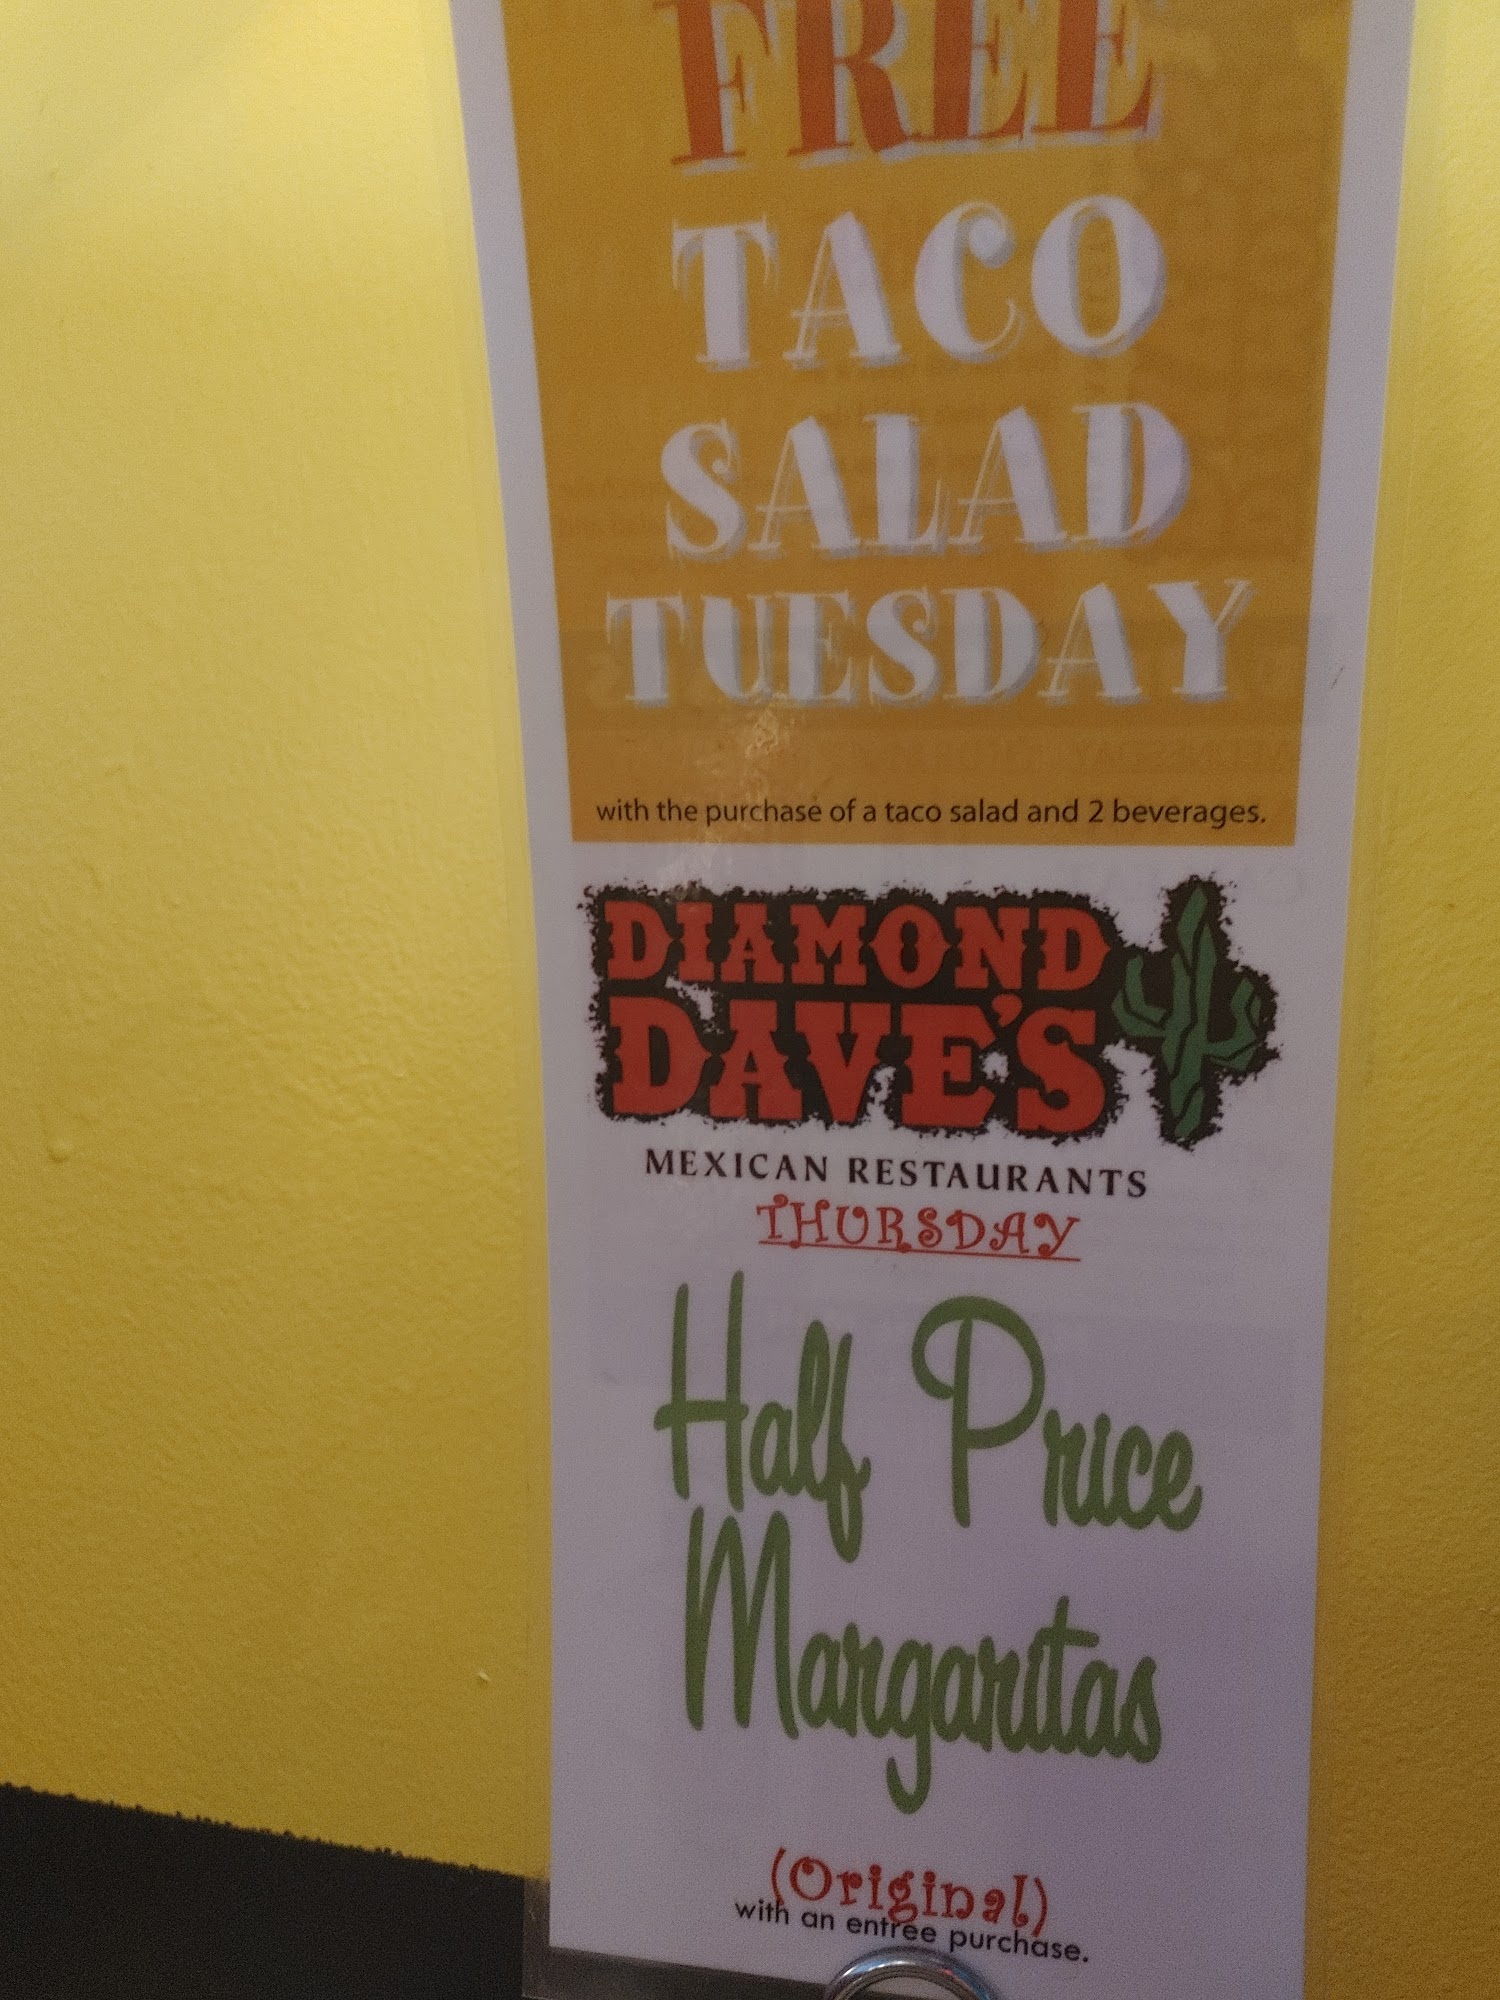 FREE
TACO
SALAD
TUESDAY
with the purchase of a taco salad and 2 beverages.
DIAMOND
DAVE'S
MEXICAN RESTAURANTS
THURSDAY
Half Price
Margaritas
(Original)
with an entree purchase.